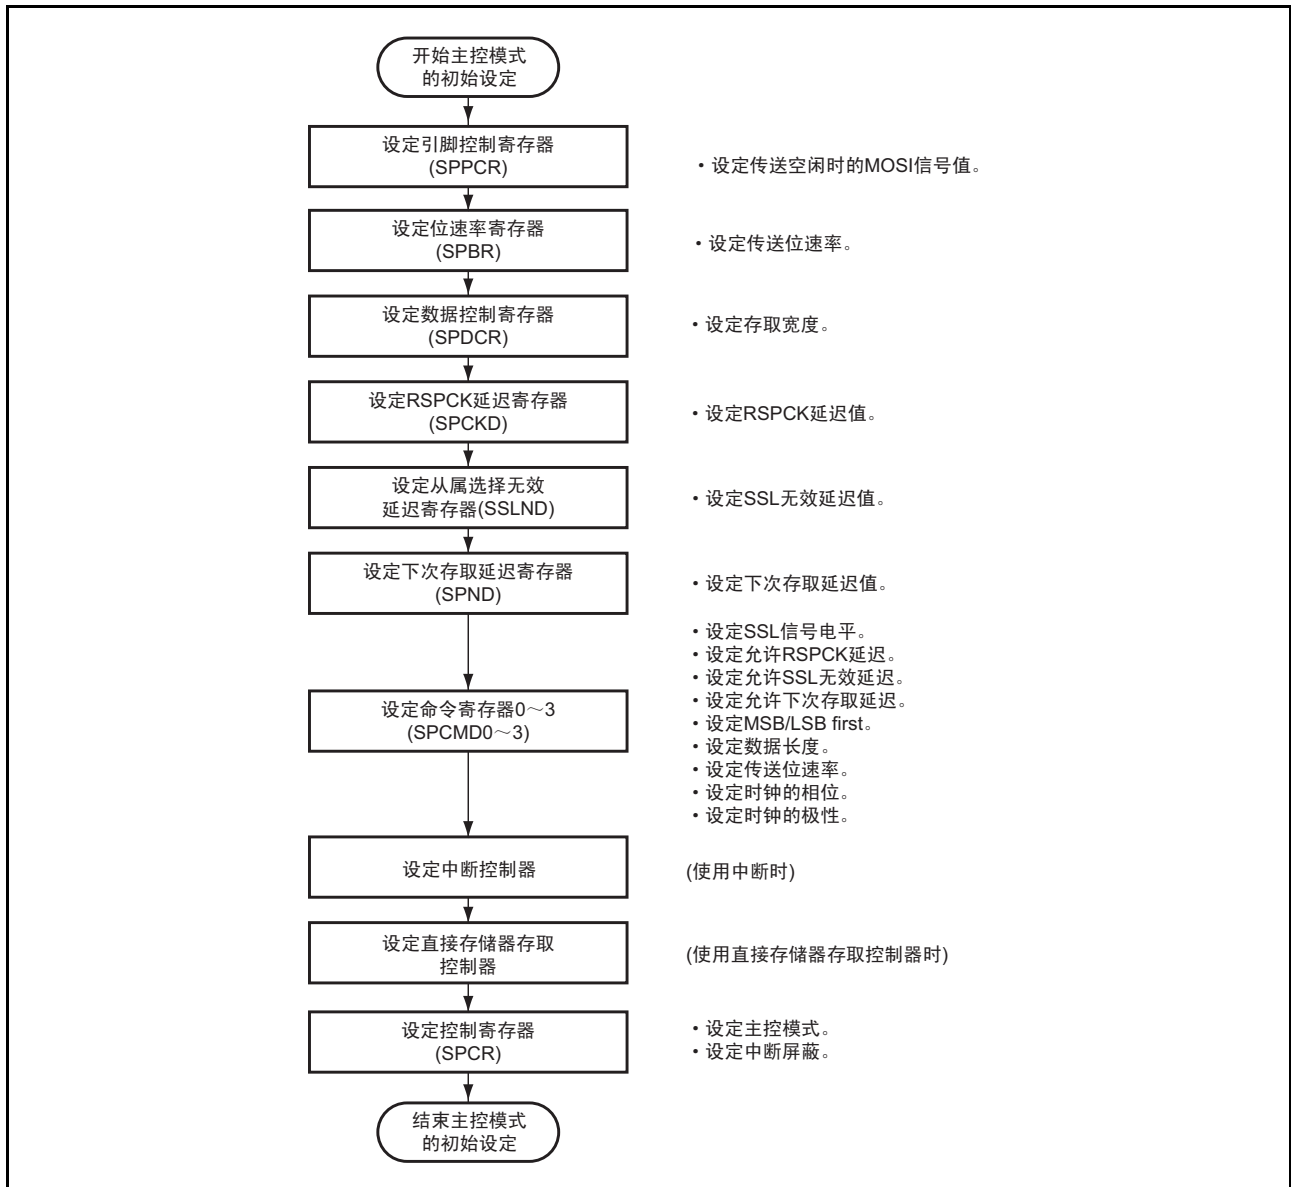 开始主控模式
的初始设定
设定引脚控制寄存器
(SPPCR)
・设定传送空闲时的MOSI信号值。
设定位速率寄存器
(SPBR)
・设定传送位速率。
设定数据控制寄存器
(SPDCR)
・设定存取宽度。
设定RSPCK延迟寄存器
(SPCKD)
・设定RSPCK延迟值。
设定从属选择无效
延迟寄存器(SSLND)
・设定SSL无效延迟值。
设定下次存取延迟寄存器
(SPND)
・设定下次存取延迟值。
设定命令寄存器0～3
(SPCMD0～3)
・设定SSL信号电平。
・设定允许RSPCK延迟。
・设定允许SSL无效延迟。
・设定允许下次存取延迟。
・设定MSB/LSB first。
・设定数据长度。
・设定传送位速率。
・设定时钟的相位。
・设定时钟的极性。
设定中断控制器
(使用中断时)
设定直接存储器存取
控制器
(使用直接存储器存取控制器时)
设定控制寄存器
(SPCR)
・设定主控模式。
・设定中断屏蔽。
结束主控模式
的初始设定